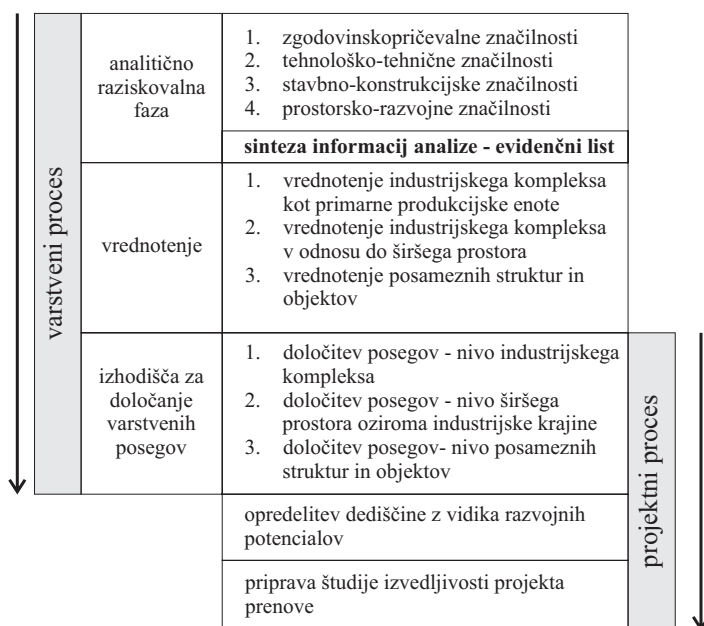 varstveni proces
analitično
raziskovalna
faza
1. zgodovinskopričevalne značilnosti
2. tehnološko-tehnične značilnosti
3. stavbno-konstrukcijske značilnosti
4. prostorsko-razvojne značilnosti
sinteza informacij analize - evidenčni list
vrednotenje
1. vrednotenje industrijskega kompleksa
kot primarne produkcijske enote
2. vrednotenje industrijskega kompleksa
v odnosu do širšega prostora
3. vrednotenje posameznih struktur in
objektov
izhodišča za
določanje
varstvenih
posegov
1. določitev posegov - nivo industrijskega
kompleksa
2. določitev posegov - nivo širšega
prostora oziroma industrijske krajine
3. določitev posegov- nivo posameznih
struktur in objektov
opredelitev dediščine z vidika razvojnih
potencialov
priprava študije izvedljivosti projekta
prenove
projektni proces